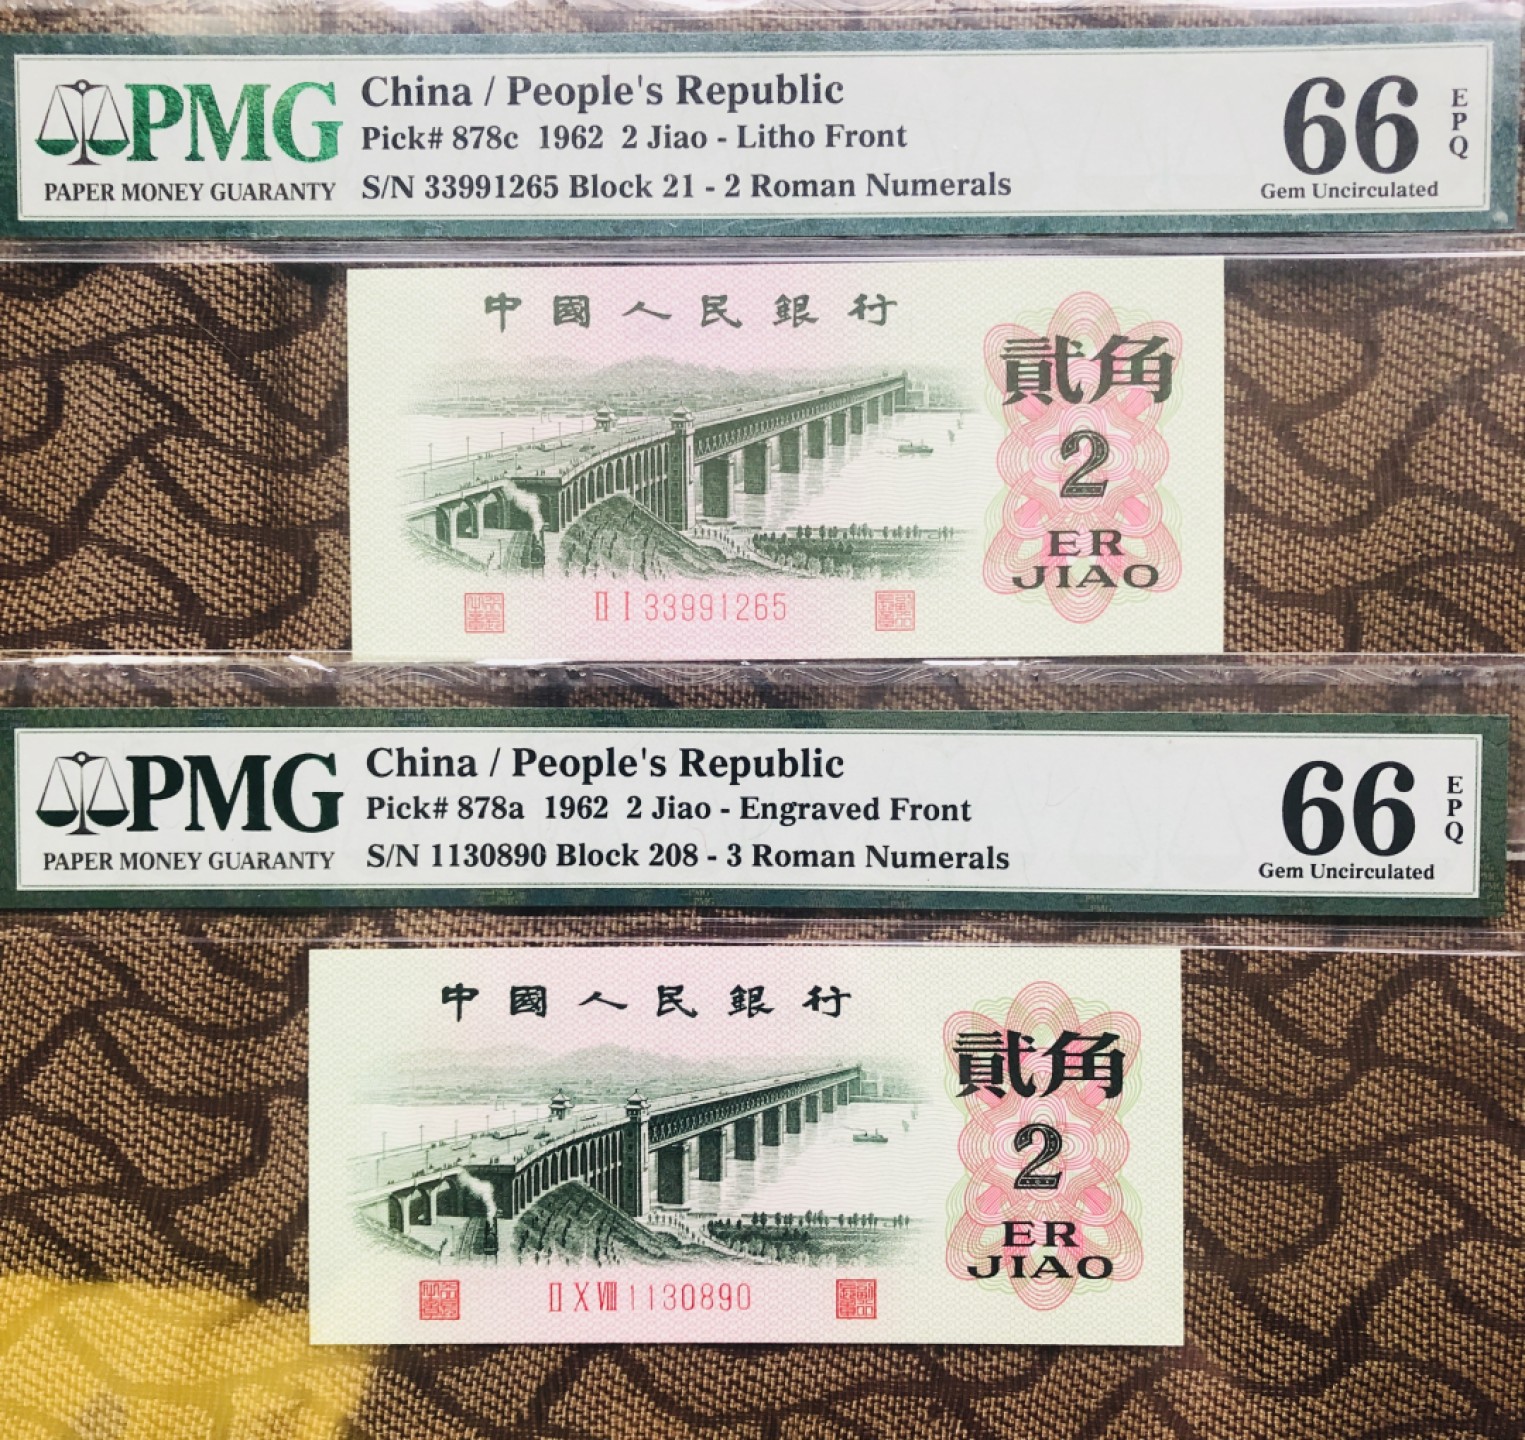 PMG
PAPER MONEY GUARANTY
China / People's Republic
Pick# 878c 1962 2 Jiao - Litho Front
S/N 33991265 Block 21 - 2 Roman Numerals
66
EPQ
Gem Uncirculated
中國人民銀行
貳角
2
ER
JIAO
II I 33991265
PMG
PAPER MONEY GUARANTY
China / People's Republic
Pick# 878a 1962 2 Jiao - Engraved Front
S/N 1130890 Block 208 - 3 Roman Numerals
66
EPQ
Gem Uncirculated
中國人民銀行
貳角
2
ER
JIAO
II X VIII 1130890